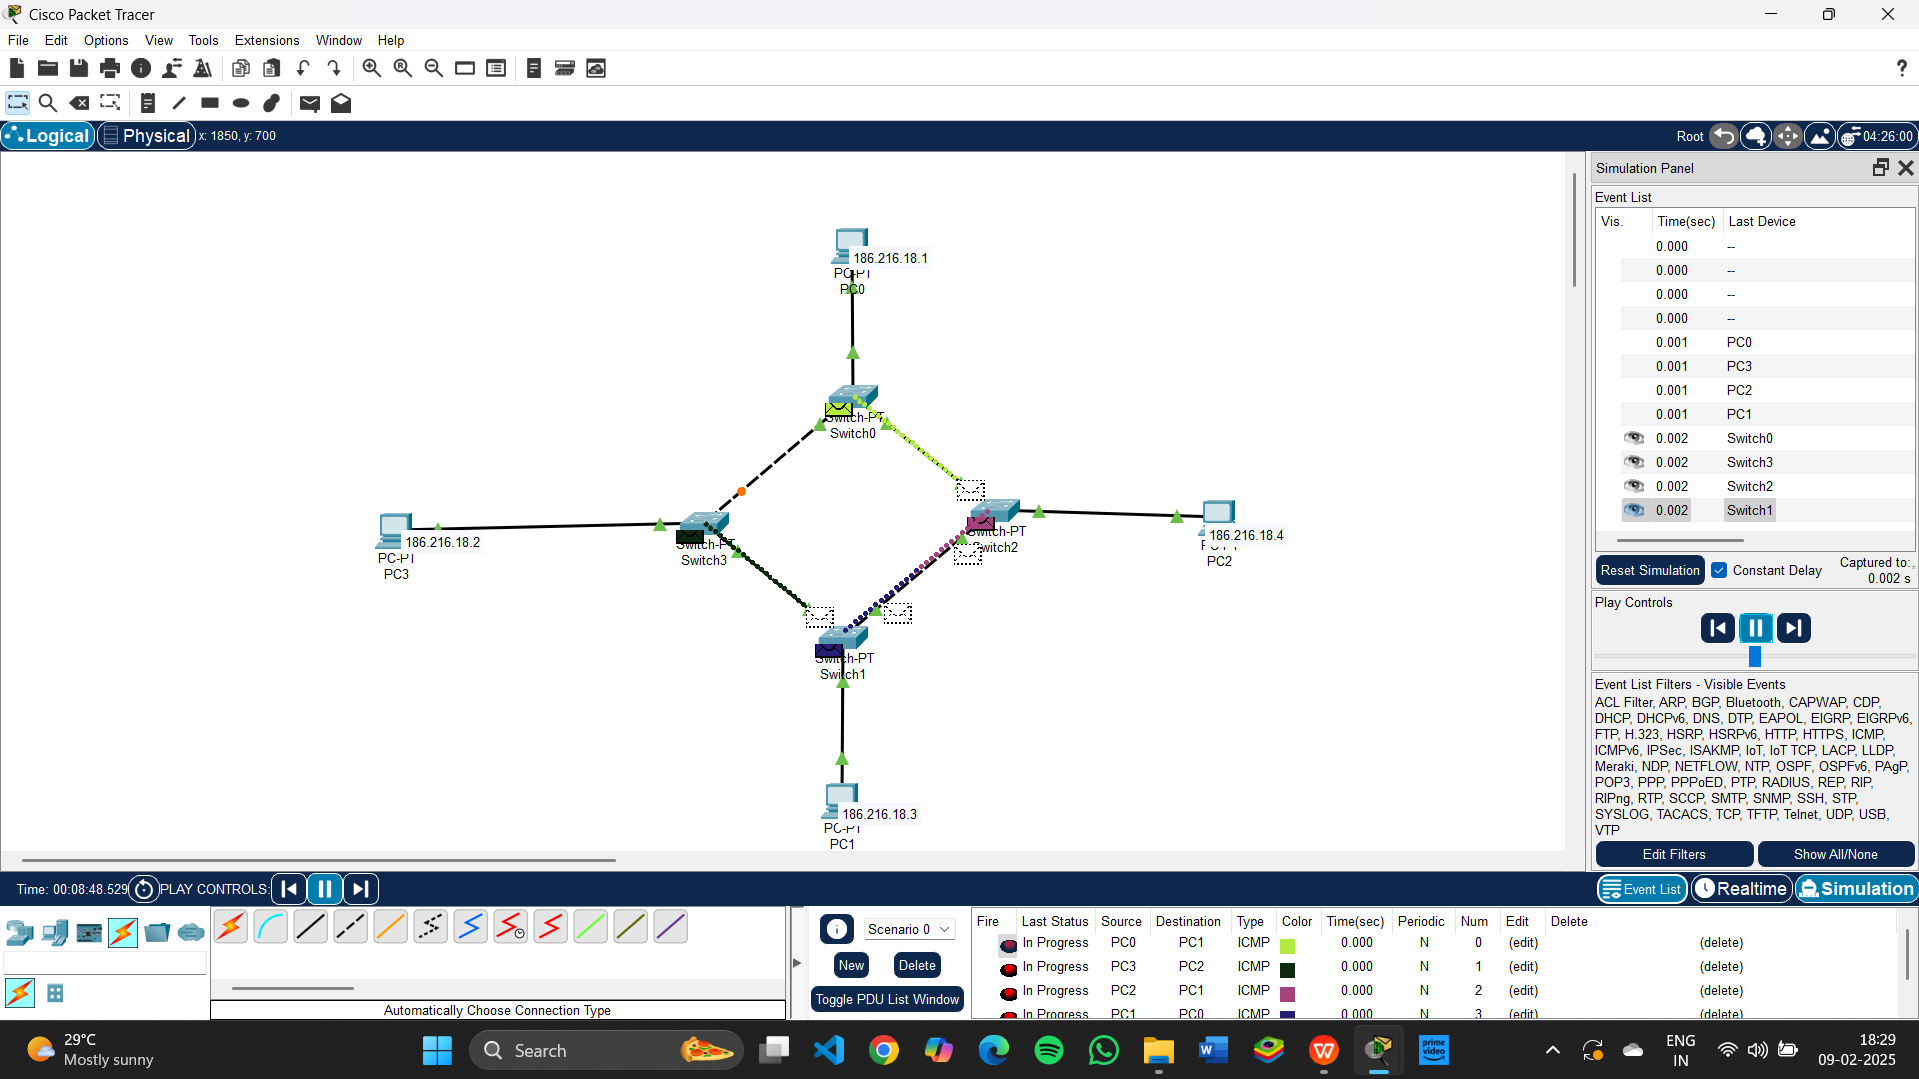 Cisco Packet Tracer
File Edit Options View Tools Extensions Window Help
Logical Physical x: 1850, y: 700 Root 04:26:00
Simulation Panel
Event List
Vis. Time(sec) Last Device
0.000 --
0.000 --
0.000 --
0.000 --
0.001 PC0
0.001 PC3
0.001 PC2
0.001 PC1
0.002 Switch0
0.002 Switch3
0.002 Switch2
0.002 Switch1
Reset Simulation Constant Delay Captured to:
0.002 s
Play Controls
Event List Filters - Visible Events
ACL Filter, ARP, BGP, Bluetooth, CAPWAP, CDP,
DHCP, DHCPv6, DNS, DTP, EAPOL, EIGRP, EIGRPv6,
FTP, H.323, HSRP, HSRPv6, HTTP, HTTPS, ICMP,
ICMPv6, IPSec, ISAKMP, IoT, IoT TCP, LACP, LLDP,
Meraki, NDP, NETFLOW, NTP, OSPF, OSPFv6, PAgP,
POP3, PPP, PPPoED, PTP, RADIUS, REP, RIP,
RIPng, RTP, SCCP, SMTP, SNMP, SSH, STP,
SYSLOG, TACACS, TCP, TFTP, Telnet, UDP, USB,
VTP
Edit Filters Show All/None
186.216.18.1
PC-PT
PC0
Switch-PT
Switch0
186.216.18.2
PC-PT
PC3
Switch-PT
Switch3
Switch-PT
Switch2
186.216.18.4
PC2
Switch-PT
Switch1
186.216.18.3
PC-PT
PC1
Time: 00:08:48.529 PLAY CONTROLS: Event List Realtime Simulation
Automatically Choose Connection Type
Scenario 0
New Delete
Toggle PDU List Window
Fire Last Status Source Destination Type Color Time(sec) Periodic Num Edit Delete
In Progress PC0 PC1 ICMP 0.000 N 0 (edit) (delete)
In Progress PC3 PC2 ICMP 0.000 N 1 (edit) (delete)
In Progress PC2 PC1 ICMP 0.000 N 2 (edit) (delete)
In Progress PC1 PC0 ICMP 0.000 N 3 (edit) (delete)
29°C
Mostly sunny
Search
prime
video
ENG
IN
18:29
09-02-2025